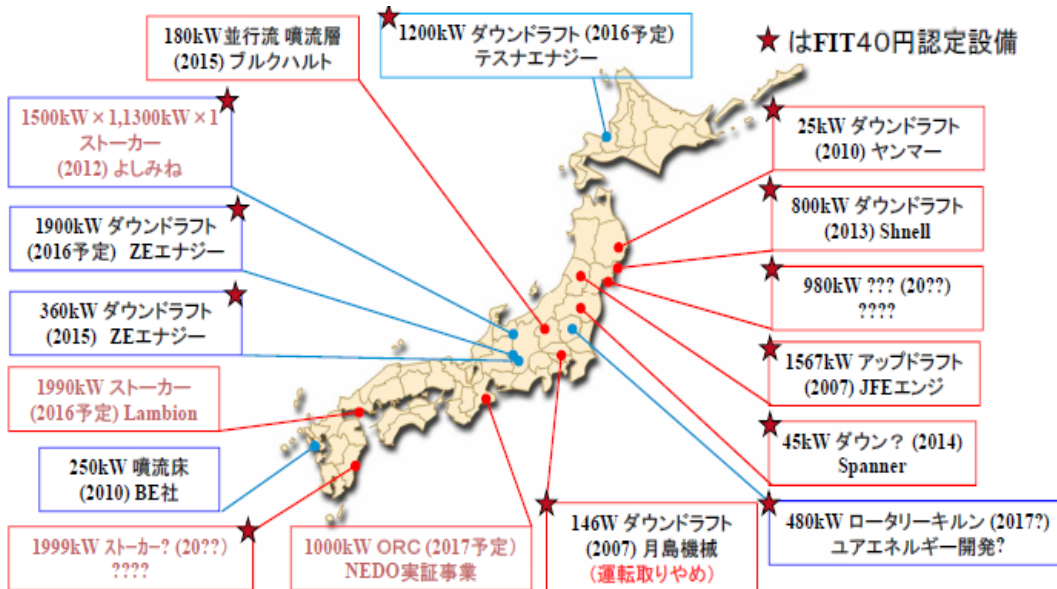 180kW並行流 噴流層
(2015) ブルクハルト
1200kW ダウンドラフト (2016予定)
テスナエナジー
★ はFIT40円認定設備
1500kW×1,1300kW×1
ストーカー
(2012) よしみね
1900kW ダウンドラフト
(2016予定) ZEエナジー
360kW ダウンドラフト
(2015) ZEエナジー
1990kW ストーカー
(2016予定) Lambion
250kW 噴流床
(2010) BE社
1999kW ストーカー? (20??)
????
1000kW ORC (2017予定)
NEDO実証事業
146W ダウンドラフト
(2007) 月島機械
(運転取りやめ)
25kW ダウンドラフト
(2010) ヤンマー
800kW ダウンドラフト
(2013) Shnell
980kW ??? (20??)
????
1567kW アップドラフト
(2007) JFEエンジ
45kW ダウン？ (2014)
Spanner
480kW ロータリーキルン (2017?)
ユアエネルギー開発?